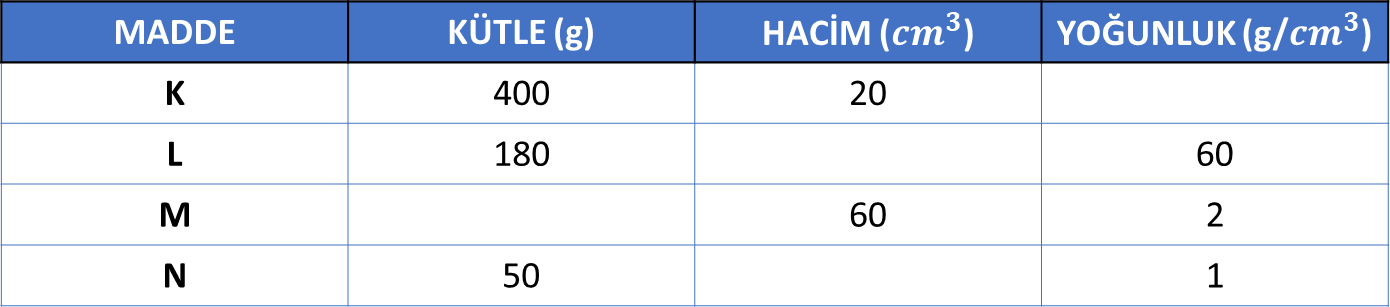 MADDE KÜTLE (g) HACİM (cm³) YOĞUNLUK (g/cm³)
K 400 20
L 180 60
M 60 2
N 50 1